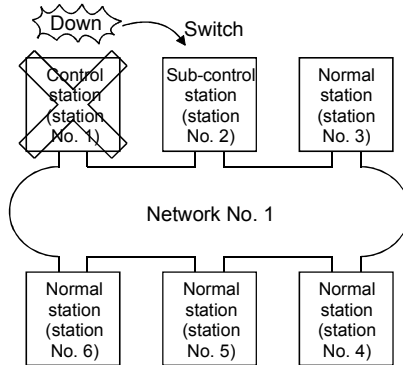 Down
Switch
Control
station
(station
No. 1)
Sub-control
station
(station
No. 2)
Normal
station
(station
No. 3)
Network No. 1
Normal
station
(station
No. 6)
Normal
station
(station
No. 5)
Normal
station
(station
No. 4)